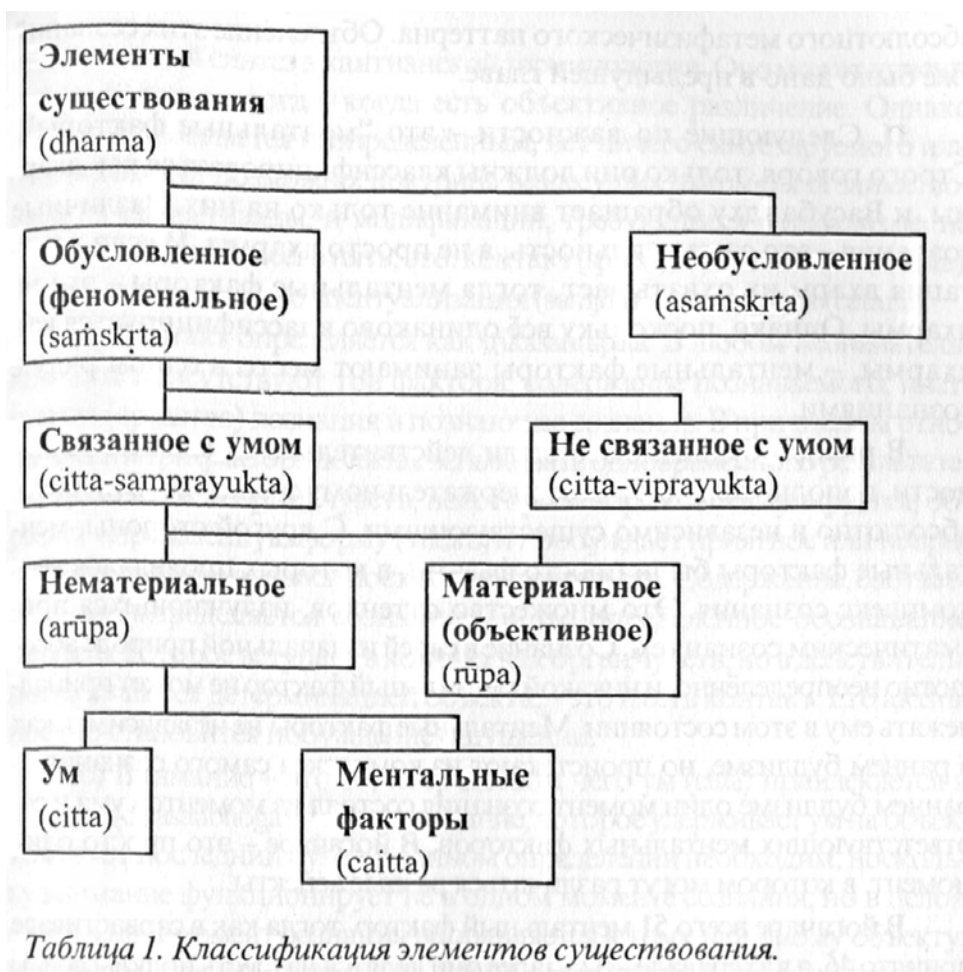 Элементы
существования
(dharma)
Обусловленное
(феноменальное)
(saṁskṛta)
Необусловленное
(asaṁskṛta)
Связанное с умом
(citta-samprayukta)
Не связанное с умом
(citta-viprayukta)
Нематериальное
(arūpa)
Материальное
(объективное)
(rūpa)
Ум
(citta)
Ментальные
факторы
(caitta)
Таблица 1. Классификация элементов существования.